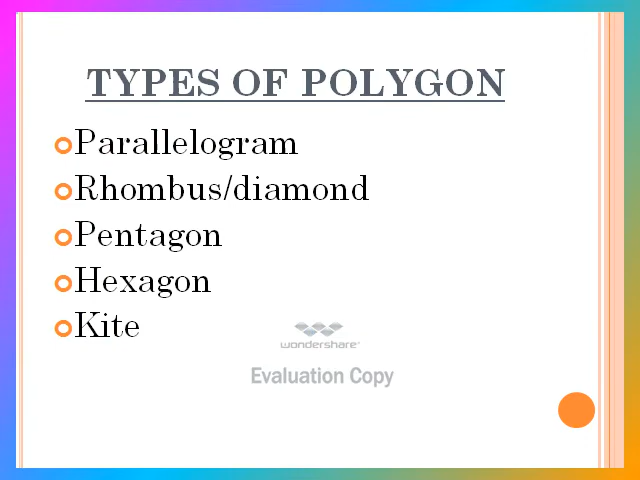 TYPES OF POLYGON
Parallelogram
Rhombus/diamond
Pentagon
Hexagon
Kite
wondershare
Evaluation Copy